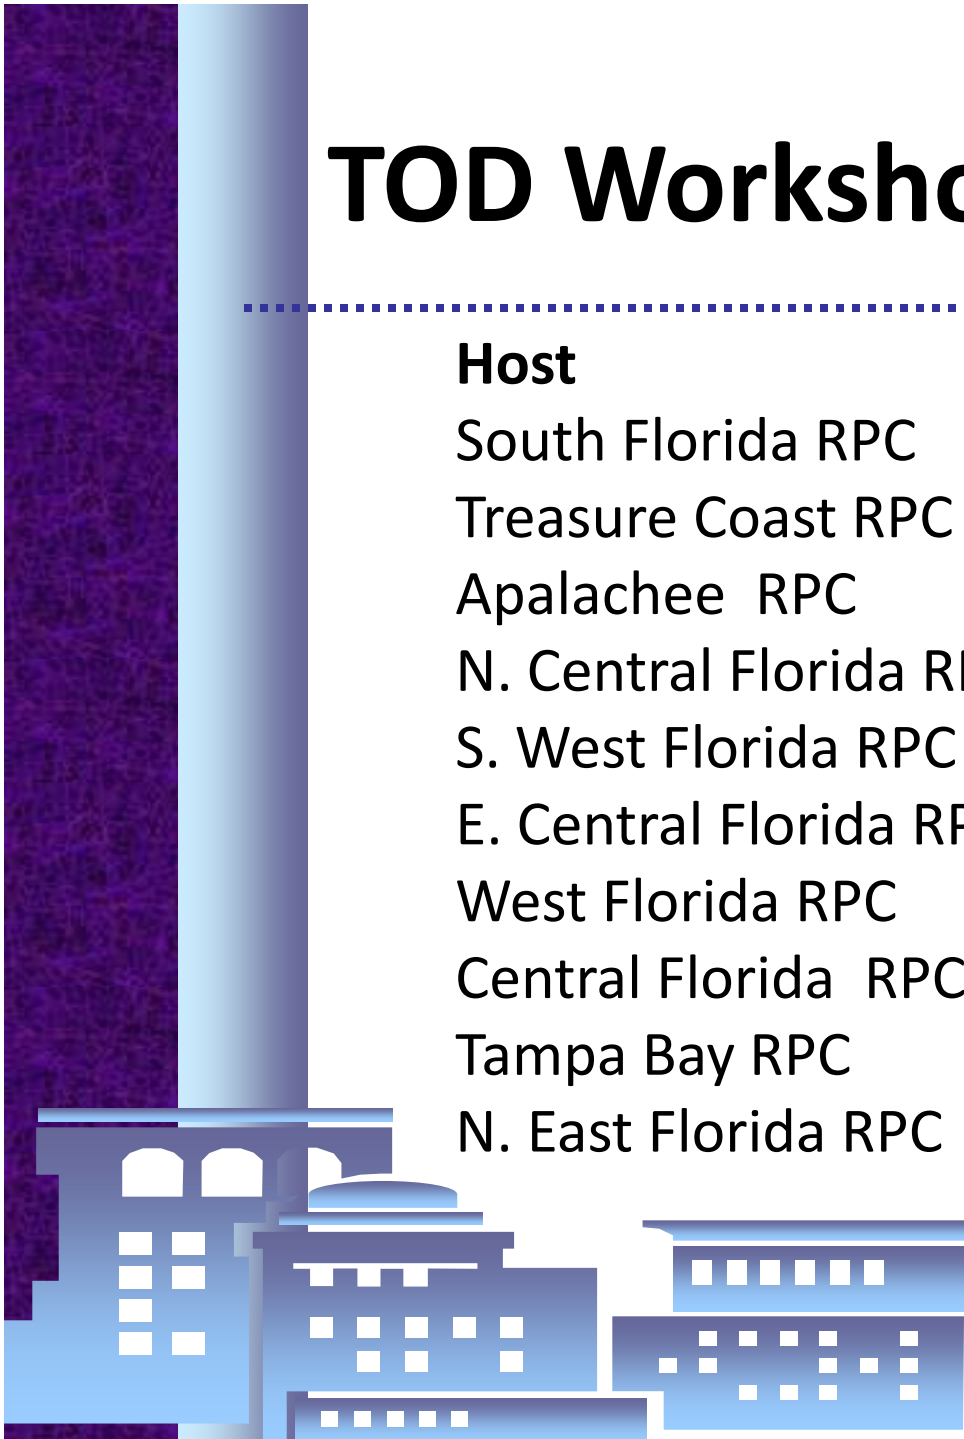 TOD Worksho
Host
South Florida RPC
Treasure Coast RPC
Apalachee RPC
N. Central Florida
S. West Florida RPC
E. Central Florida
West Florida RPC
Central Florida RPC
Tampa Bay RPC
N. East Florida RPC